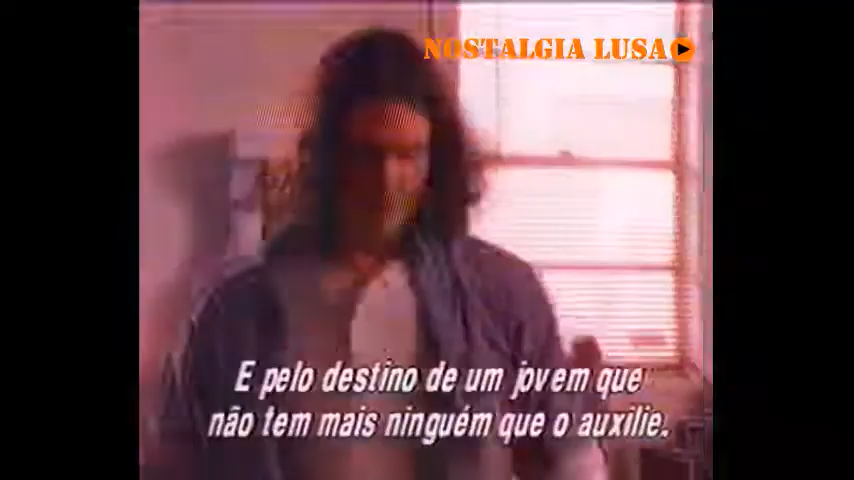 NOSTALGIA LUSA
E pelo destino de um jovem que
não tem mais ninguém que o auxilie.